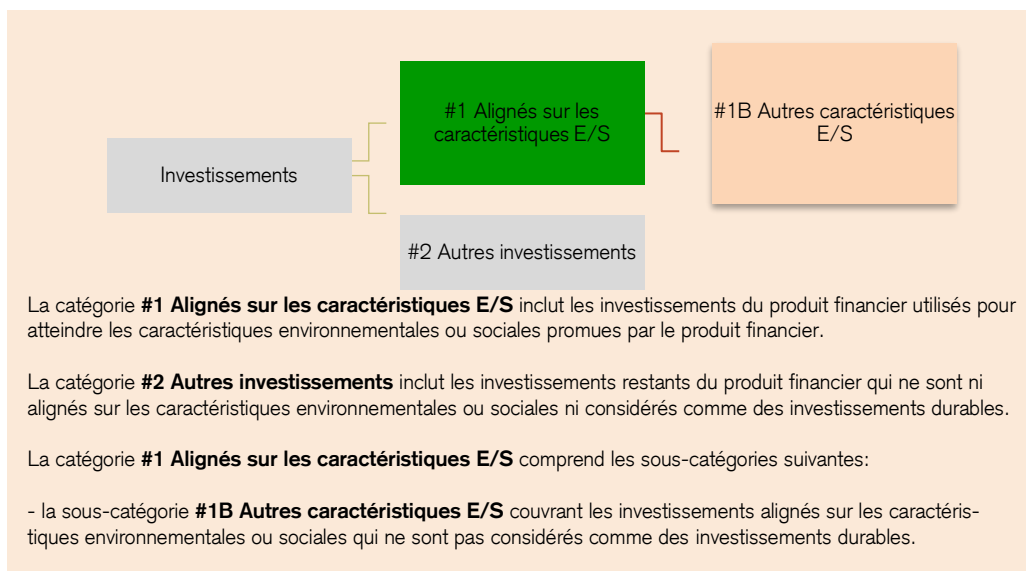 #1 Alignés sur les
caractéristiques E/S
#1B Autres caractéristiques
E/S
Investissements
#2 Autres investissements
La catégorie #1 Alignés sur les caractéristiques E/S inclut les investissements du produit financier utilisés pour
atteindre les caractéristiques environnementales ou sociales promues par le produit financier.
La catégorie #2 Autres investissements inclut les investissements restants du produit financier qui ne sont ni
alignés sur les caractéristiques environnementales ou sociales ni considérés comme des investissements durables.
La catégorie #1 Alignés sur les caractéristiques E/S comprend les sous-catégories suivantes:
- la sous-catégorie #1B Autres caractéristiques E/S couvrant les investissements alignés sur les caractéris-
tiques environnementales ou sociales qui ne sont pas considérés comme des investissements durables.